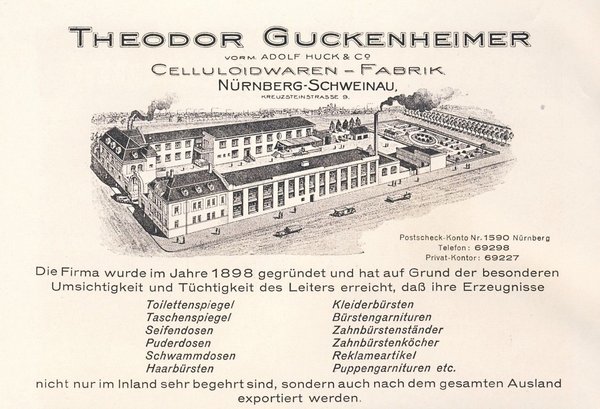 THEODOR GUCKENHEIMER
VORM. ADOLF HUCK & Co
CELLULOIDWAREN – FABRIK.
NÜRNBERG-SCHWEINAU,
KREUZSTEINSTRASSE 9.
Postscheck-Konto Nr. 1590 Nürnberg
Telefon: 69298
Privat-Kontor: 69227
Die Firma wurde im Jahre 1898 gegründet und hat auf Grund der besonderen
Umsichtigkeit und Tüchtigkeit des Leiters erreicht, daß ihre Erzeugnisse
Toilettenspiegel
Taschenspiegel
Seifendosen
Puderdosen
Schwammdosen
Haarbürsten
Kleiderbürsten
Bürstengarnituren
Zahnbürstenständer
Zahnbürstenköcher
Reklameartikel
Puppengarnituren etc.
nicht nur im Inland sehr begehrt sind, sondern auch nach dem gesamten Ausland
exportiert werden.